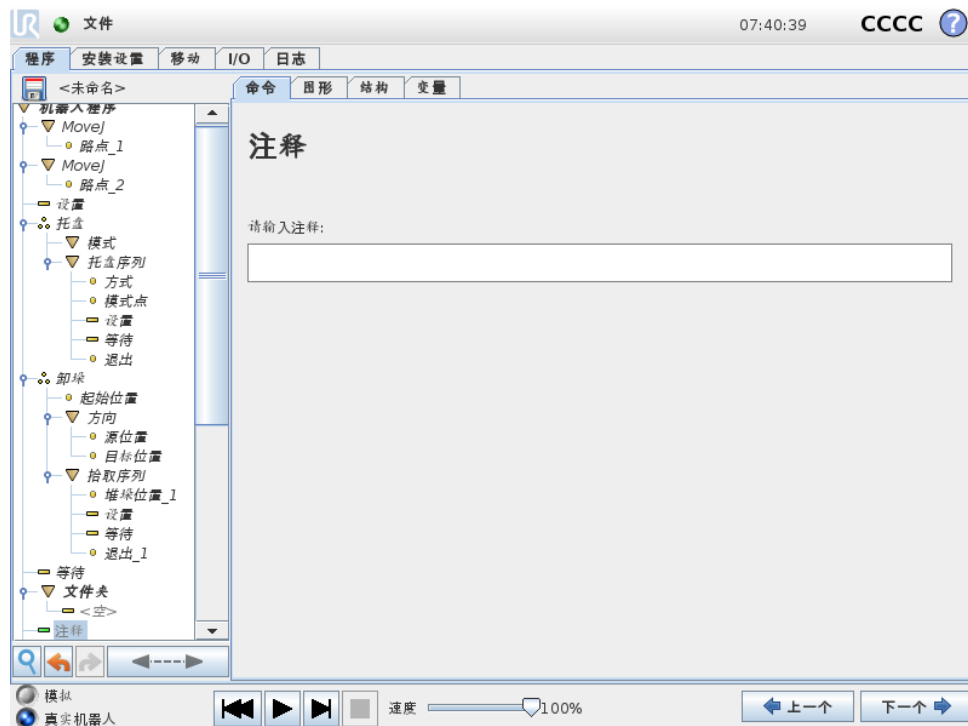 UR 文件 07:40:39 CCCC ?
程序 安装设置 移动 I/O 日志
<未命名> 命令 图形 结构 变量
机器人程序
MoveJ
路点_1
MoveJ
路点_2
设置
托盘
模式
托盘序列
方式
模式点
设置
等待
退出
卸垛
起始位置
方向
源位置
目标位置
拾取序列
堆垛位置_1
设置
等待
退出_1
等待
文件夹
<空>
注释
注释
请输入注释:
模拟
真实机器人
速度 100% 上一个 下一个